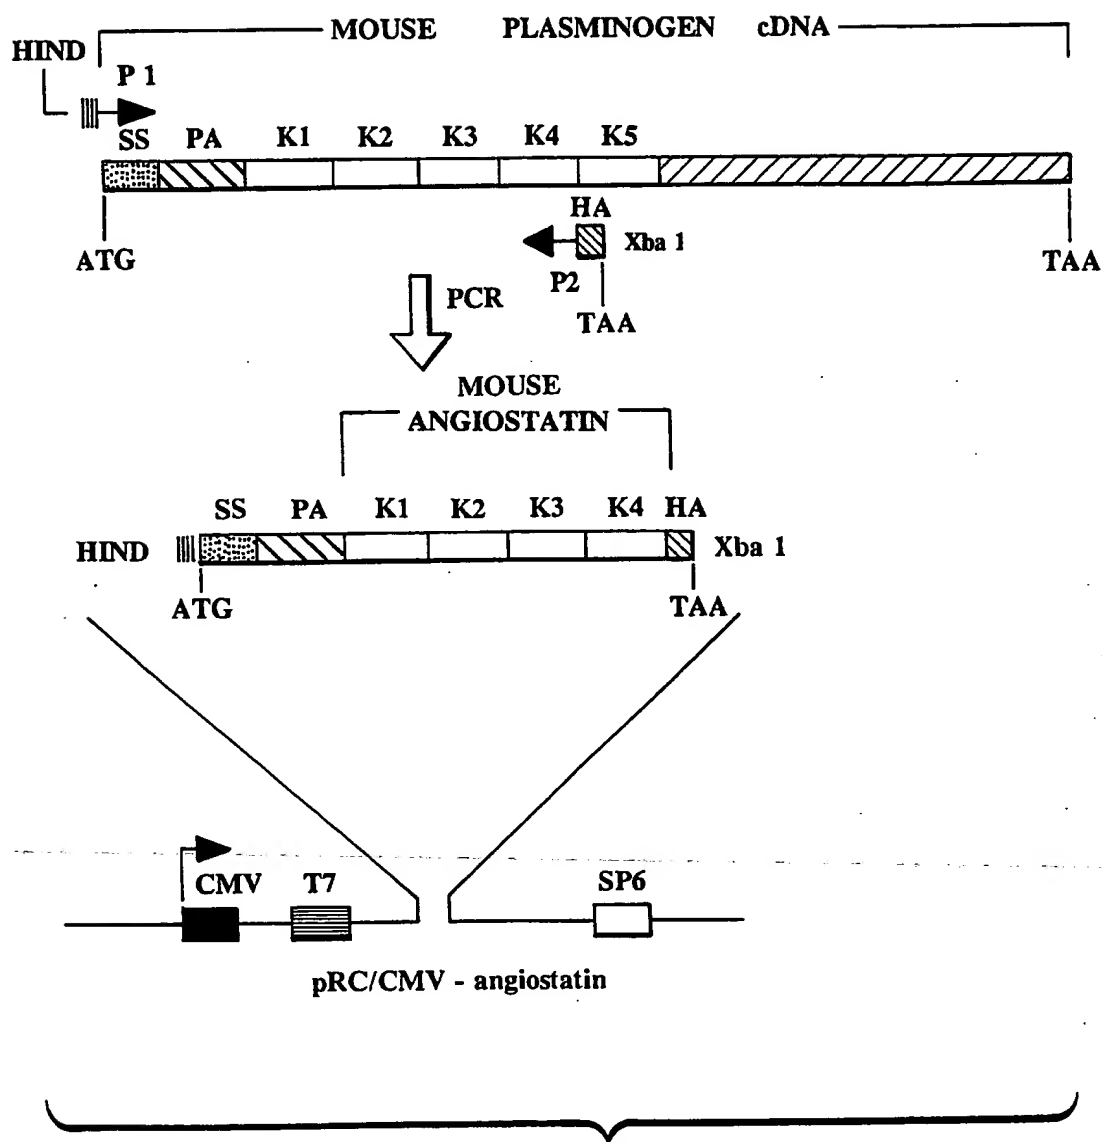 MOUSE PLASMINOGEN cDNA
HIND
P 1
SS PA K1 K2 K3 K4 K5
HA
Xba 1
ATG
P2
TAA
TAA
PCR
MOUSE
ANGIOSTATIN
SS PA K1 K2 K3 K4 HA
HIND
Xba 1
ATG
TAA
CMV T7 SP6
pRC/CMV - angiostatin